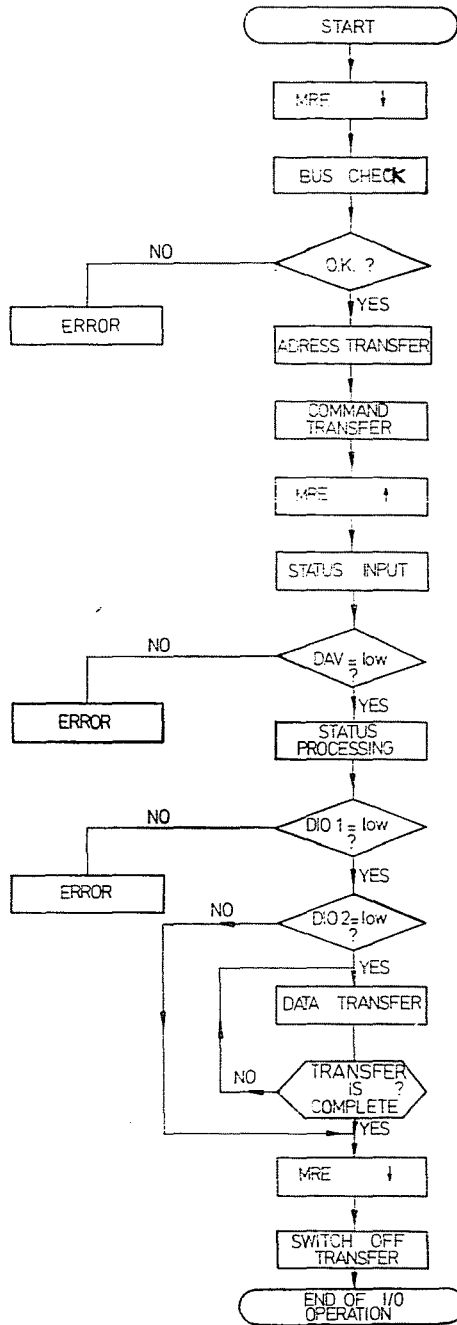 START
MRE ↓
BUS CHECK
O.K. ?
NO
YES
ERROR
ADRESS TRANSFER
COMMAND
TRANSFER
MRE ↑
STATUS INPUT
DAV = low
?
NO
YES
ERROR
STATUS
PROCESSING
DIO 1 = low
?
NO
YES
ERROR
DIO 2 = low
?
NO
YES
DATA TRANSFER
TRANSFER
IS ?
COMPLETE
NO
YES
MRE ↓
SWITCH OFF
TRANSFER
END OF I/O
OPERATION